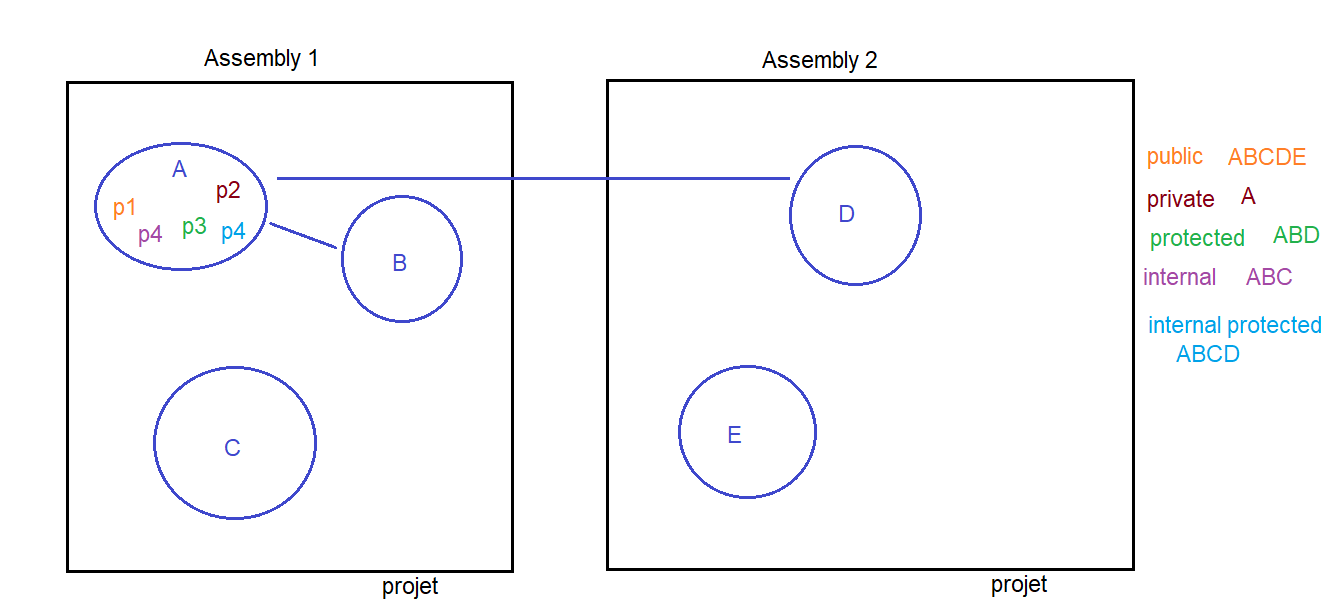 Assembly 1
Assembly 2
A
p1
p2
p4
p3
p4
B
C
projet
D
E
projet
public ABCDE
private A
protected ABD
internal ABC
internal protected
ABCD